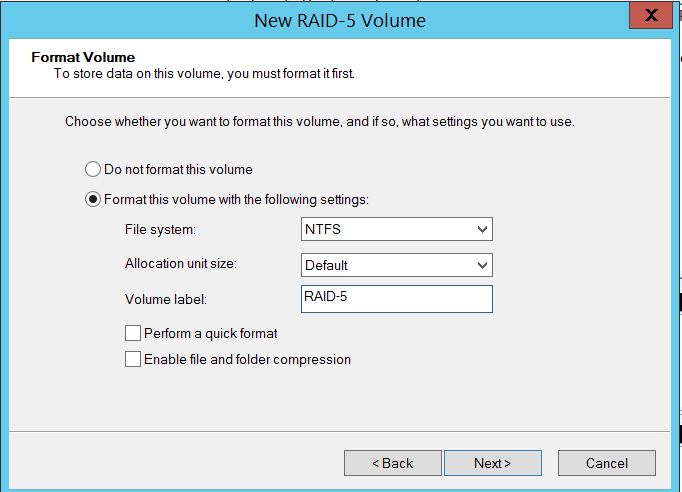 New RAID-5 Volume
X
Format Volume
To store data on this volume, you must format it first.
Choose whether you want to format this volume, and if so, what settings you want to use.
Do not format this volume
Format this volume with the following settings:
File system: NTFS
Allocation unit size: Default
Volume label: RAID-5
Perform a quick format
Enable file and folder compression
< Back Next > Cancel